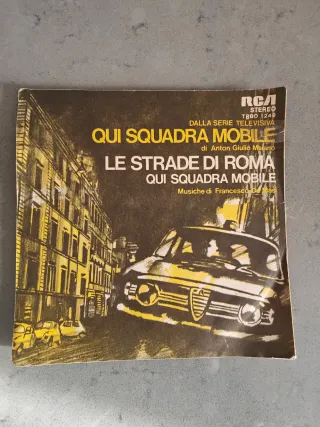 RCA
STEREO
TBBO 1248
DALLA SERIE TELEVISIVA
QUI SQUADRA MOBILE
di Anton Giulio Majano
LE STRADE DI ROMA
QUI SQUADRA MOBILE
Musiche di Francesco De Masi